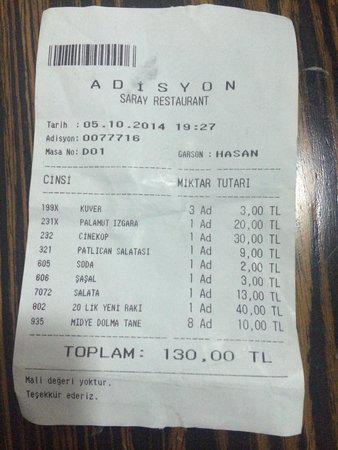 ADİSYON
SARAY RESTAURANT
Tarih : 05.10.2014 19:27
Adisyon: 0077716
Masa No: D01 GARSON : HASAN
CİNSİ MİKTAR TUTARI
199X KUVER 3 Ad 3,00 TL
231X PALAMUT IZGARA 1 Ad 20,00 TL
232 CİNEKOP 1 Ad 30,00 TL
321 PATLICAN SALATASI 1 Ad 9,00 TL
605 SODA 1 Ad 2,00 TL
606 ŞAŞAL 1 Ad 3,00 TL
7072 SALATA 1 Ad 13,00 TL
802 20 LIK YENİ RAKI 1 Ad 40,00 TL
935 MİDYE DOLMA TANE 8 Ad 10,00 TL
TOPLAM: 130,00 TL
Mali değeri yoktur.
Teşekkür ederiz.